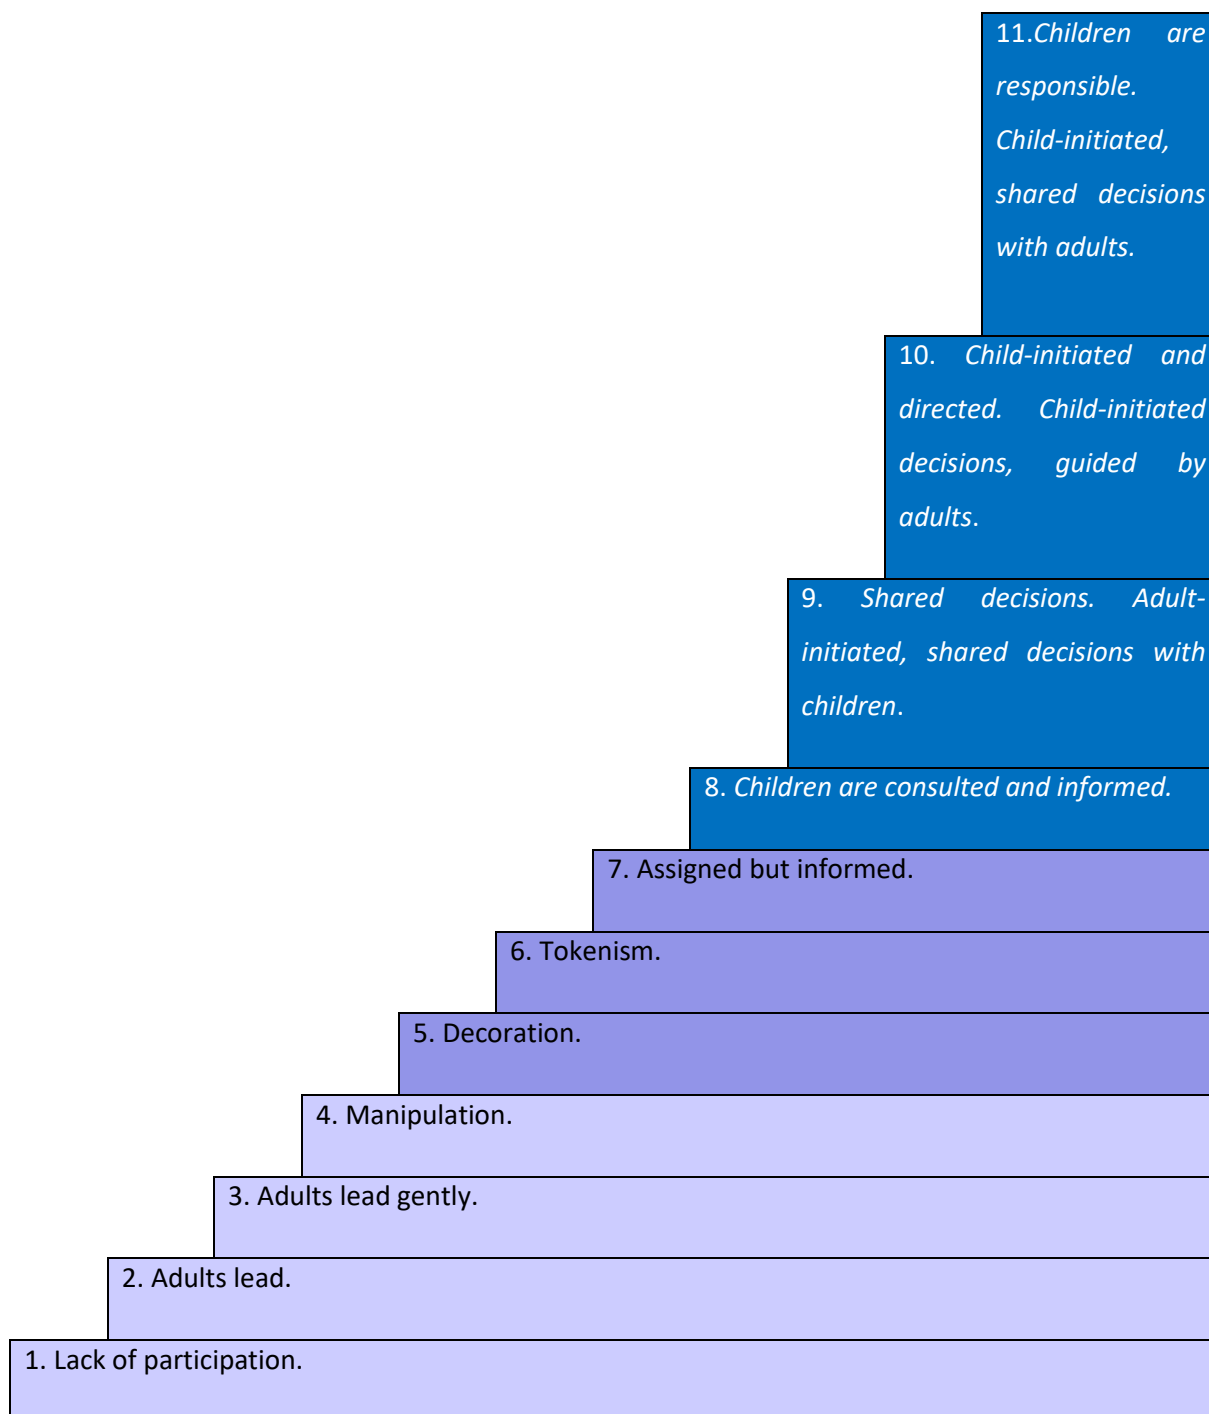 11.Children are
responsible.
Child-initiated,
shared decisions
with adults.
10. Child-initiated and
directed. Child-initiated
decisions, guided by
adults.
9. Shared decisions. Adult-
initiated, shared decisions with
children.
8. Children are consulted and informed.
7. Assigned but informed.
6. Tokenism.
5. Decoration.
4. Manipulation.
3. Adults lead gently.
2. Adults lead.
1. Lack of participation.